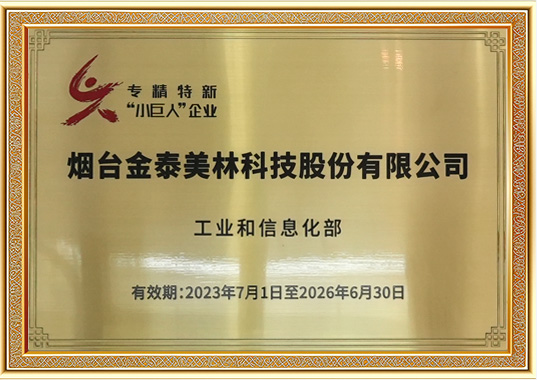 专精特新
“小巨人”企业
烟台金泰美林科技股份有限公司
工业和信息化部
有效期:2023年7月1日至2026年6月30日